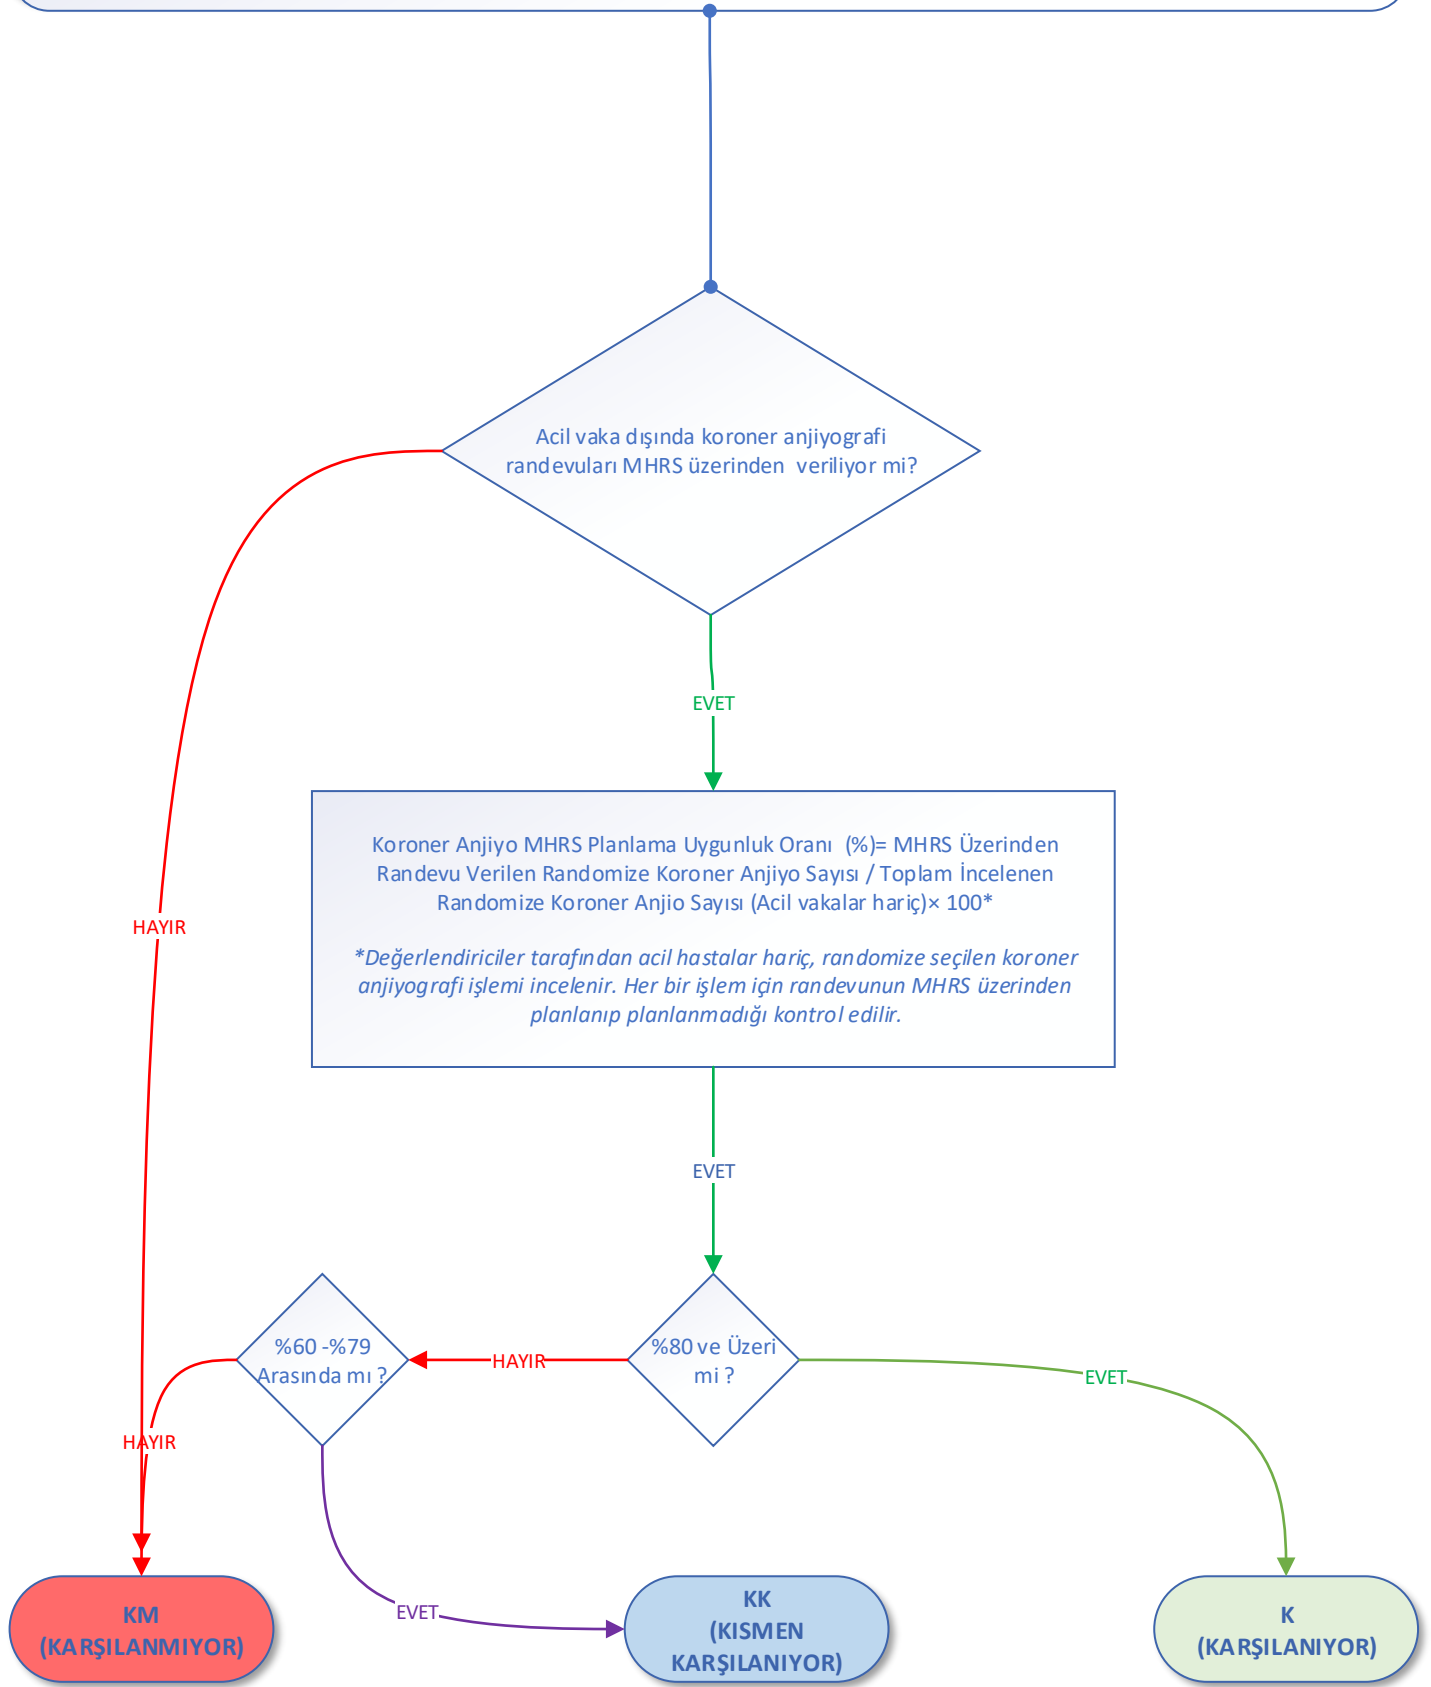 Acil vaka dışında koroner anjiyografi
randevuları MHRS üzerinden veriliyor mi?
EVET
Koroner Anjiyo MHRS Planlama Uygunluk Oranı (%)= MHRS Üzerinden
Randevu Verilen Randomize Koroner Anjiyo Sayısı / Toplam İncelenen
Randomize Koroner Anjio Sayısı (Acil vakalar hariç)× 100*
*Değerlendiriciler tarafından acil hastalar hariç, randomize seçilen koroner
anjiyografi işlemi incelenir. Her bir işlem için randevunun MHRS üzerinden
planlanıp planlanmadığı kontrol edilir.
HAYIR
EVET
%60 -%79
Arasında mı ?
HAYIR
%80 ve Üzeri
mi ?
EVET
HAYIR
EVET
KM
(KARŞILANMIYOR)
KK
(KISMEN
KARŞILANIYOR)
K
(KARŞILANIYOR)